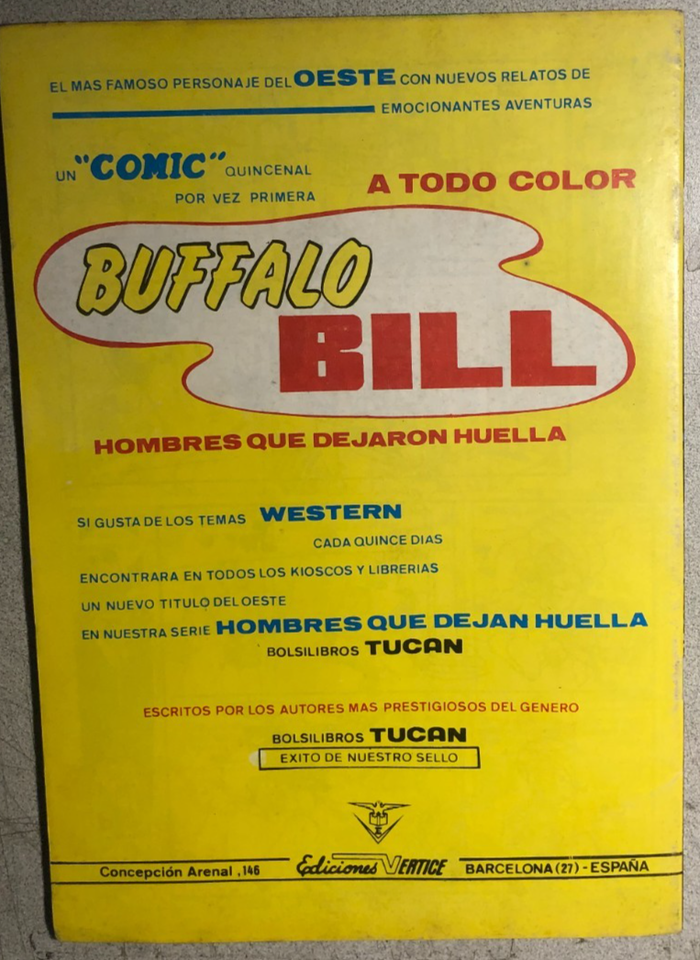 EL MAS FAMOSO PERSONAJE DEL OESTE CON NUEVOS RELATOS DE
EMOCIONANTES AVENTURAS
UN "COMIC" QUINCENAL
POR VEZ PRIMERA
A TODO COLOR
BUFFALO
BILL
HOMBRES QUE DEJARON HUELLA
SI GUSTA DE LOS TEMAS WESTERN
CADA QUINCE DIAS
ENCONTRARA EN TODOS LOS KIOSCOS Y LIBRERIAS
UN NUEVO TITULO DEL OESTE
EN NUESTRA SERIE HOMBRES QUE DEJAN HUELLA
BOLSILIBROS TUCAN
ESCRITOS POR LOS AUTORES MAS PRESTIGIOSOS DEL GENERO
BOLSILIBROS TUCAN
EXITO DE NUESTRO SELLO
Concepción Arenal ,146 Ediciones VERTICE BARCELONA (27) - ESPAÑA